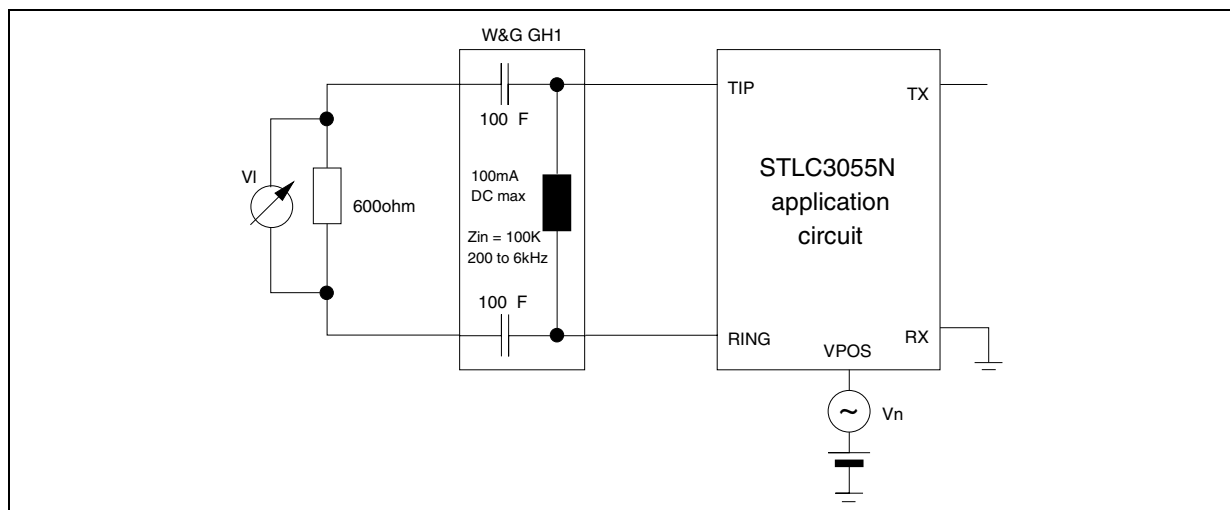 W&G GH1
TIP
TX
100 F
VI
600ohm
100mA
DC max
Zin = 100K
200 to 6kHz
STLC3055N
application
circuit
100 F
RING
VPOS
RX
Vn